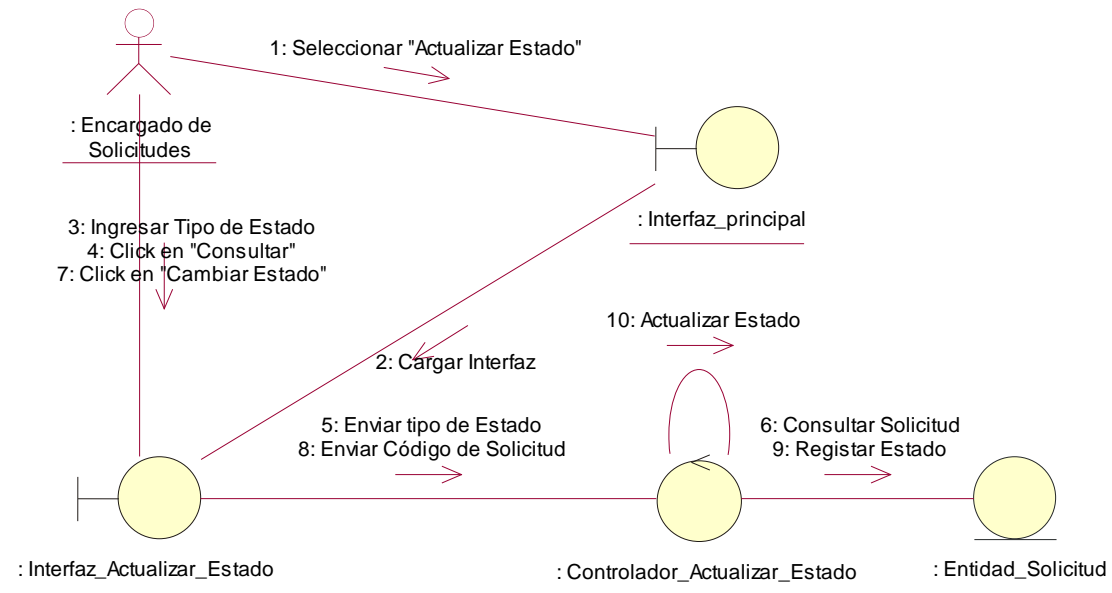 1: Seleccionar "Actualizar Estado"
: Encargado de
Solicitudes
: Interfaz_principal
3: Ingresar Tipo de Estado
4: Click en "Consultar"
7: Click en "Cambiar Estado"
10: Actualizar Estado
2: Cargar Interfaz
5: Enviar tipo de Estado
8: Enviar Código de Solicitud
6: Consultar Solicitud
9: Registar Estado
: Interfaz_Actualizar_Estado
: Controlador_Actualizar_Estado
: Entidad_Solicitud